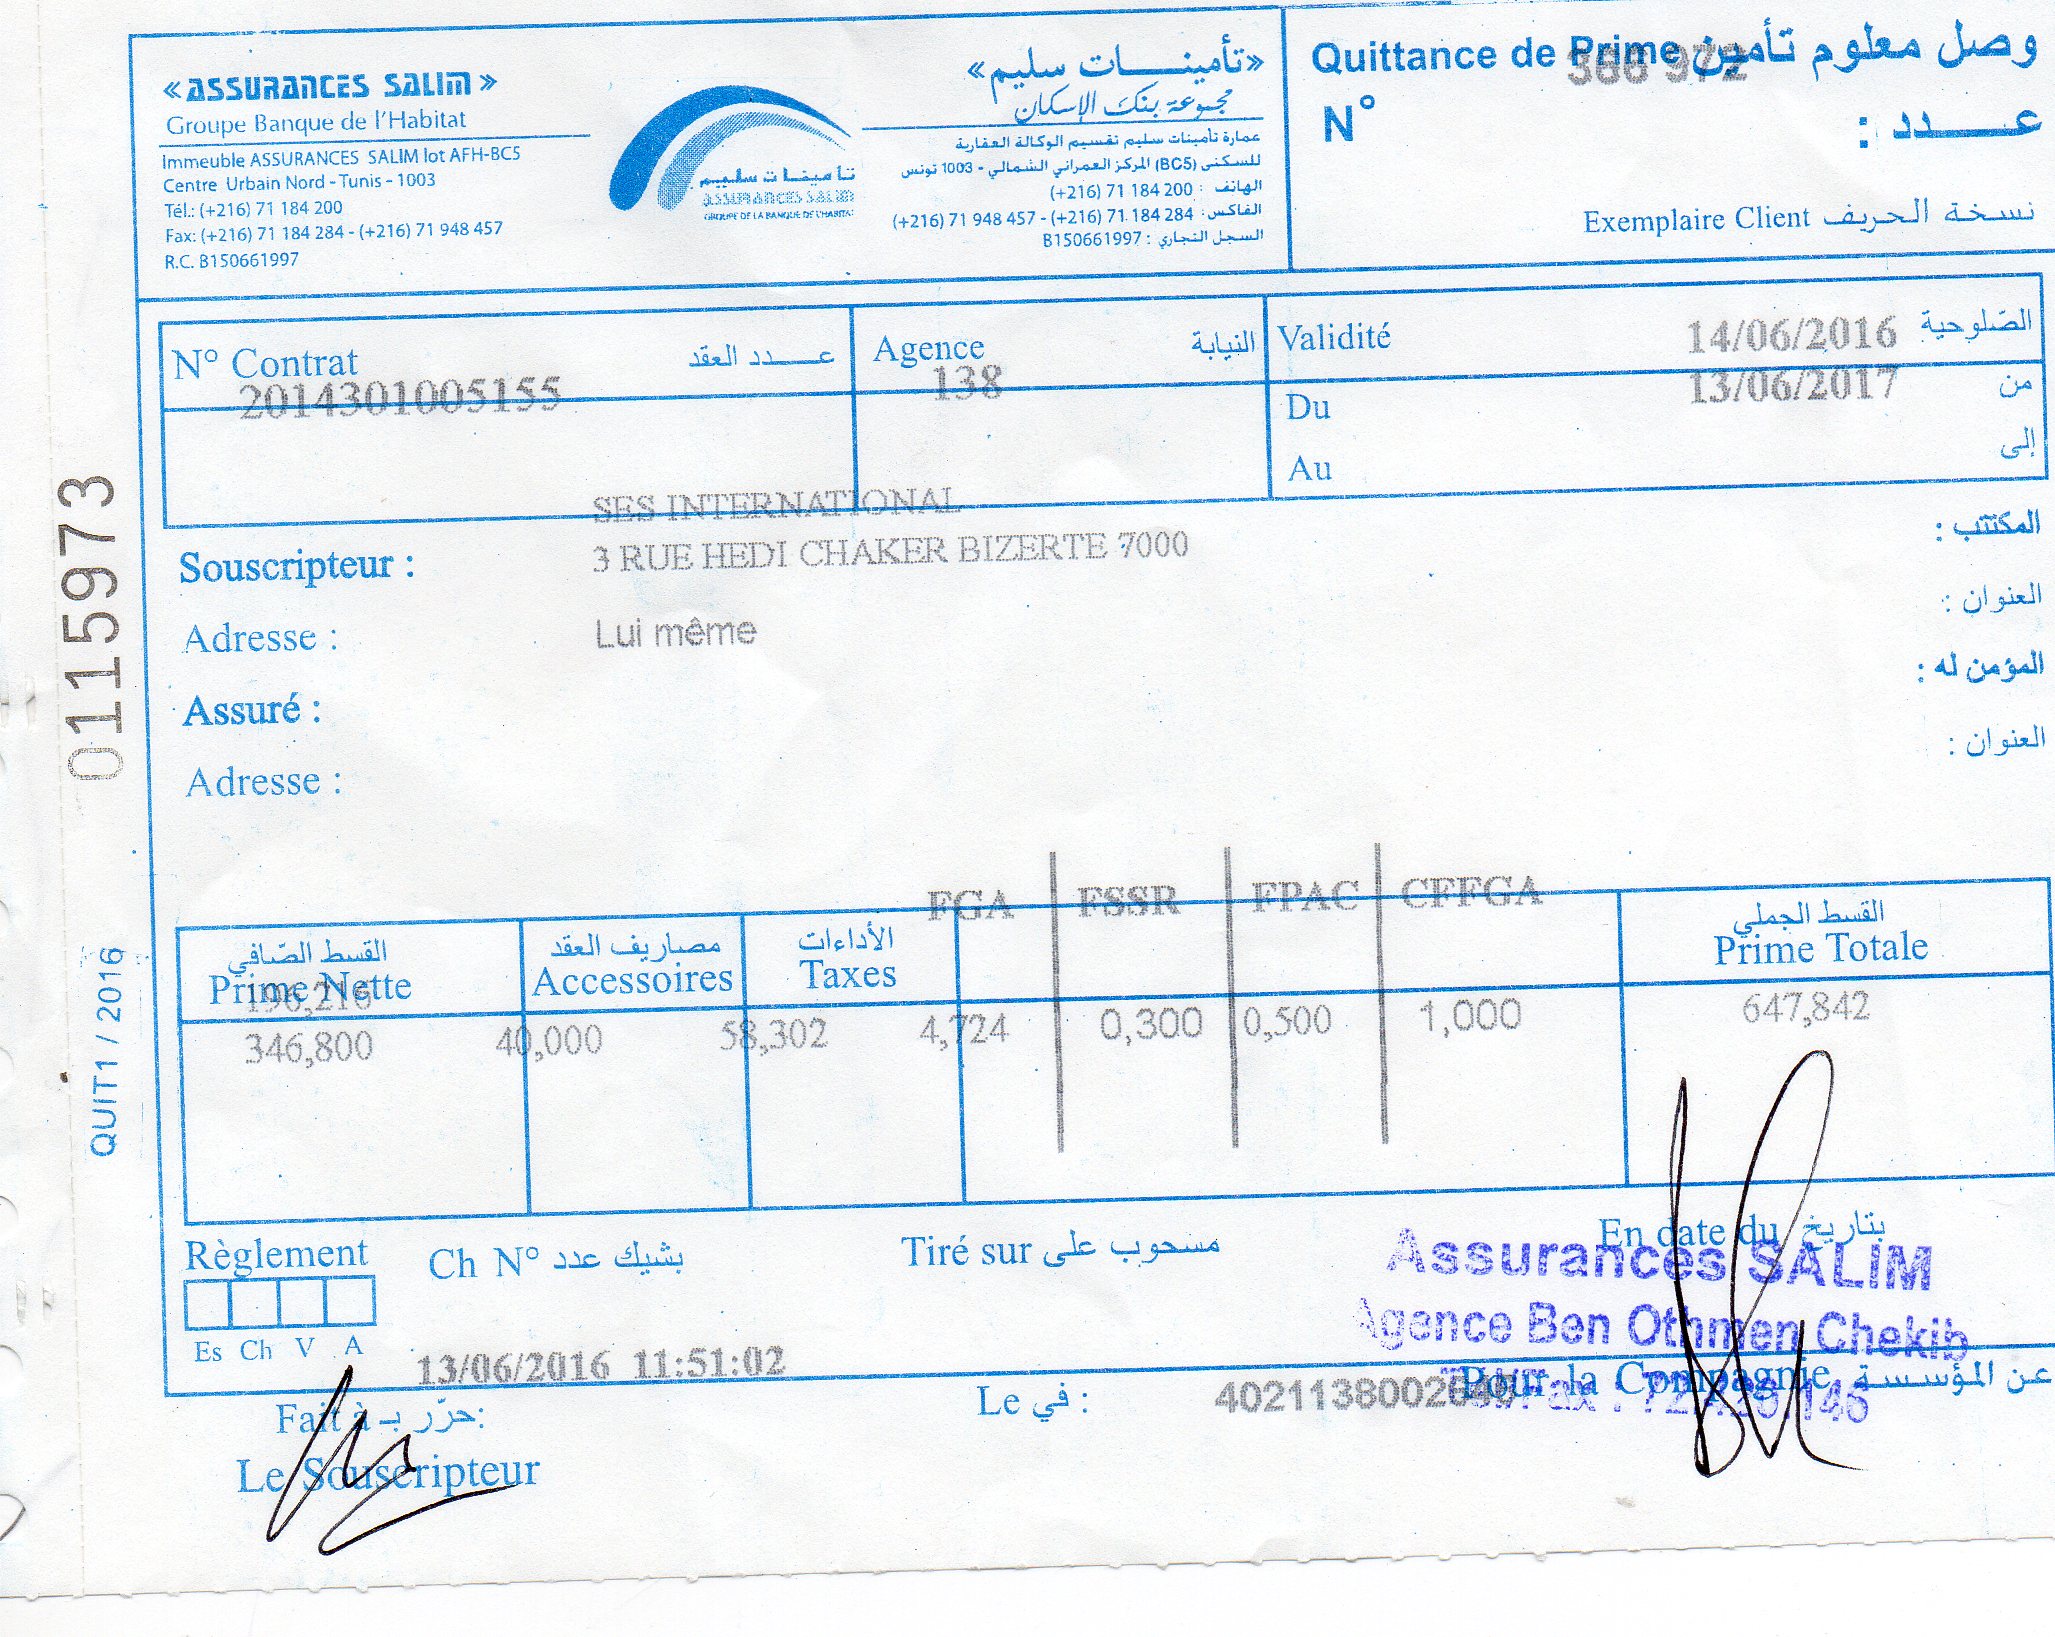 «ASSURANCES SALIM»
Groupe Banque de l'Habitat
Immeuble ASSURANCES SALIM lot AFH-BC5
Centre Urbain Nord - Tunis - 1003
Tél.: (+216) 71 184 200
Fax: (+216) 71 184 284 - (+216) 71 948 457
R.C. B150661997
تأمينات سليم
ASSURANCES SALIM
GROUPE DE LA BANQUE DE L'HABITAT
«تأمينــــات سليم»
مجموعة بنك الإسكان
عمارة تأمينات سليم تقسيم الوكالة العقارية
للسكنى (BC5) المركز العمراني الشمالي - 1003 تونس
الهاتف : 200 184 71 (216+)
الفاكس: 284 184 71 (216+) - 457 948 71 (216+)
السجل التجاري : B150661997
Quittance de Prime وصل معلوم تأمين
366 972
N° عــــدد :
Exemplaire Client نسخة الحريف
N° Contrat عـــدد العقد
2014301005155
Agence النيابة
138
Validité الصّلوحية
14/06/2016
Du 13/06/2017 من
Au إلى
SES INTERNATIONAL
Souscripteur : 3 RUE HEDI CHAKER BIZERTE 7000 المكتتب :
Adresse : Lui même العنوان :
Assuré : المؤمن له :
Adresse : العنوان :
0115973
QUIT1 / 2016
FGA FSSR FPAC CFFGA
القسط الصّافي مصاريف العقد الأداءات القسط الجملي
Prime Nette Accessoires Taxes Prime Totale
196,216
346,800 40,000 58,302 4,724 0,300 0,500 1,000 647,842
Règlement Ch N° بشيك عدد Tiré sur مسحوب على En date du بتاريخ
Es Ch V A
Assurances SALIM
Agence Ben Othmen Chekib
13/06/2016 11:51:02
Fait à حرّر بـ:
Le في :
Pour la Compagnie عن المؤسسة
Le Souscripteur